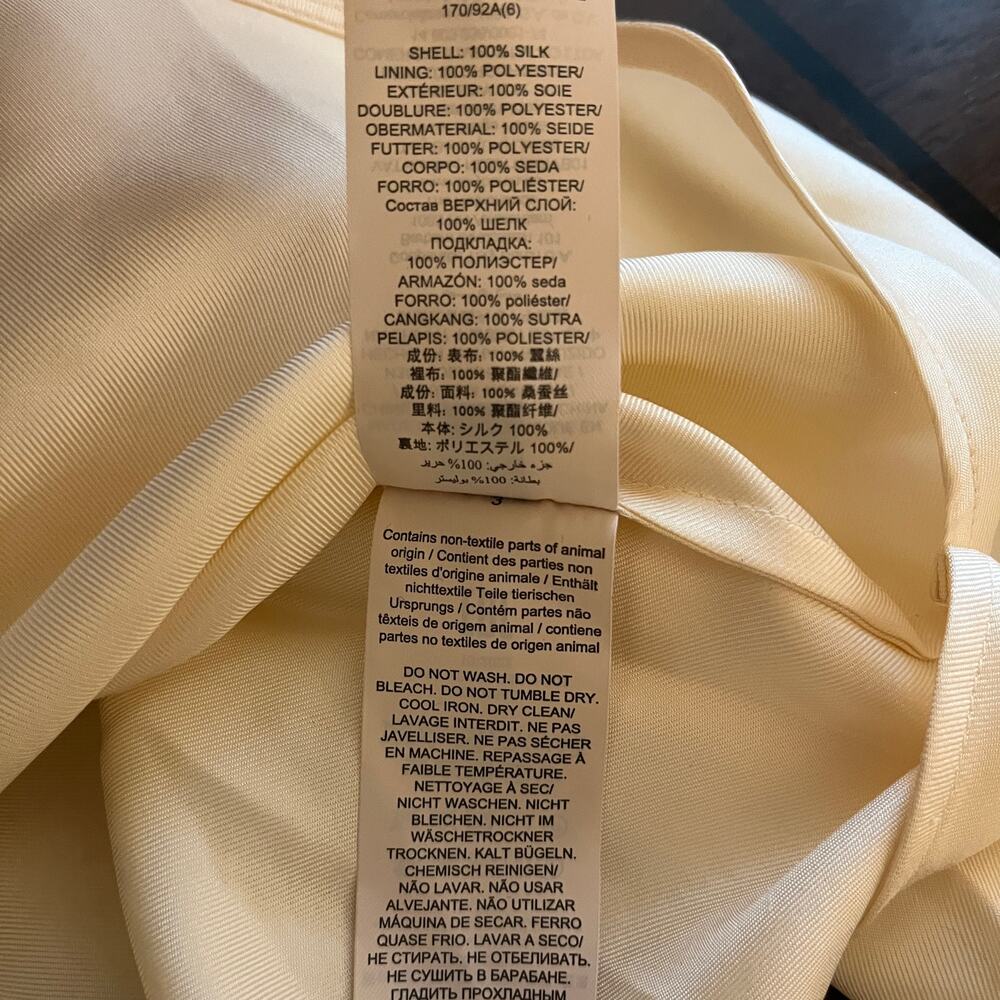 170/92A(6)
SHELL: 100% SILK
LINING: 100% POLYESTER/
EXTÉRIEUR: 100% SOIE
DOUBLURE: 100% POLYESTER/
OBERMATERIAL: 100% SEIDE
FUTTER: 100% POLYESTER/
CORPO: 100% SEDA
FORRO: 100% POLIÉSTER/
Состав ВЕРХНИЙ СЛОЙ:
100% ШЕЛК
ПОДКЛАДКА:
100% ПОЛИЭСТЕР/
ARMAZÓN: 100% seda
FORRO: 100% poliéster/
CANGKANG: 100% SUTRA
PELAPIS: 100% POLIESTER/
成份: 表布: 100% 蠶絲
裡布: 100% 聚酯纖維/
成份: 面料: 100% 桑蚕丝
里料: 100% 聚酯纤维/
本体: シルク 100%
裏地: ポリエステル 100%/
جزء خارجي: 100% حرير
بطانة: 100% بوليستر
3
Contains non-textile parts of animal
origin / Contient des parties non
textiles d'origine animale / Enthält
nichttextile Teile tierischen
Ursprungs / Contém partes não
têxteis de origem animal / contiene
partes no textiles de origen animal
DO NOT WASH. DO NOT
BLEACH. DO NOT TUMBLE DRY.
COOL IRON. DRY CLEAN/
LAVAGE INTERDIT. NE PAS
JAVELLISER. NE PAS SÉCHER
EN MACHINE. REPASSAGE À
FAIBLE TEMPÉRATURE.
NETTOYAGE À SEC/
NICHT WASCHEN. NICHT
BLEICHEN. NICHT IM
WÄSCHETROCKNER
TROCKNEN. KALT BÜGELN.
CHEMISCH REINIGEN/
NÃO LAVAR. NÃO USAR
ALVEJANTE. NÃO UTILIZAR
MÁQUINA DE SECAR. FERRO
QUASE FRIO. LAVAR A SECO/
НЕ СТИРАТЬ. НЕ ОТБЕЛИВАТЬ.
НЕ СУШИТЬ В БАРАБАНЕ.
ГЛАДИТЬ ПРОХЛАДНЫМ